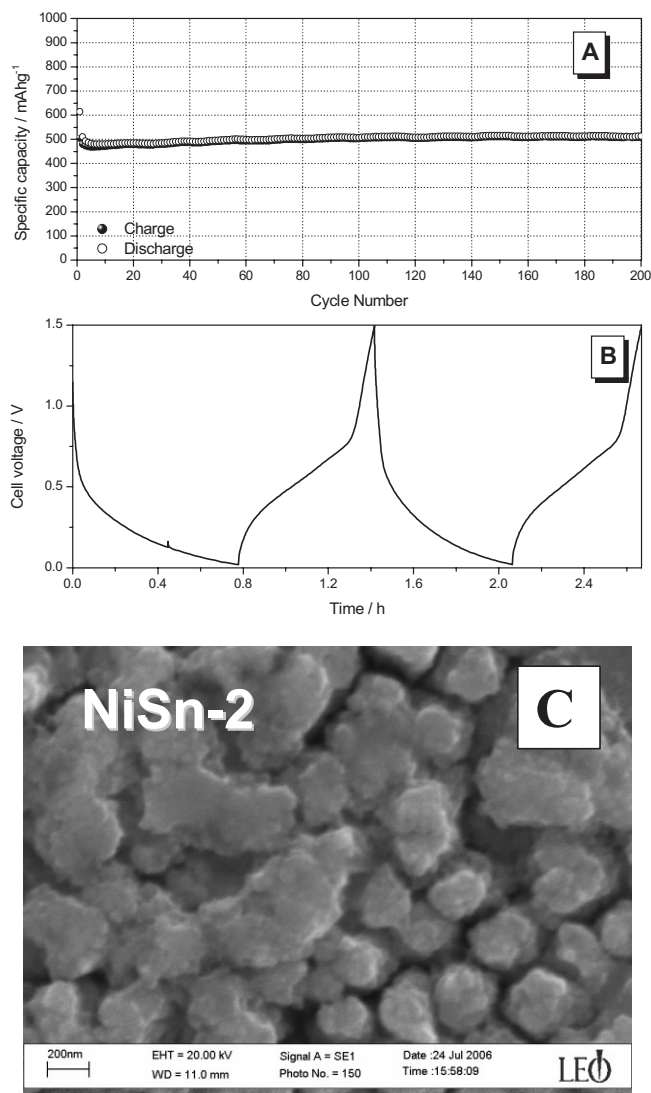 1000
900
800
700
600
500
400
300
200
100
0
Specific capacity / mAhg⁻¹
A
Charge
Discharge
0 20 40 60 80 100 120 140 160 180 200
Cycle Number
1.5
1.0
0.5
0.0
Cell voltage / V
B
0.0 0.4 0.8 1.2 1.6 2.0 2.4
Time / h
NiSn-2
C
200nm
EHT = 20.00 kV Signal A = SE1 Date :24 Jul 2006
WD = 11.0 mm Photo No. = 150 Time :15:58:09
LEO